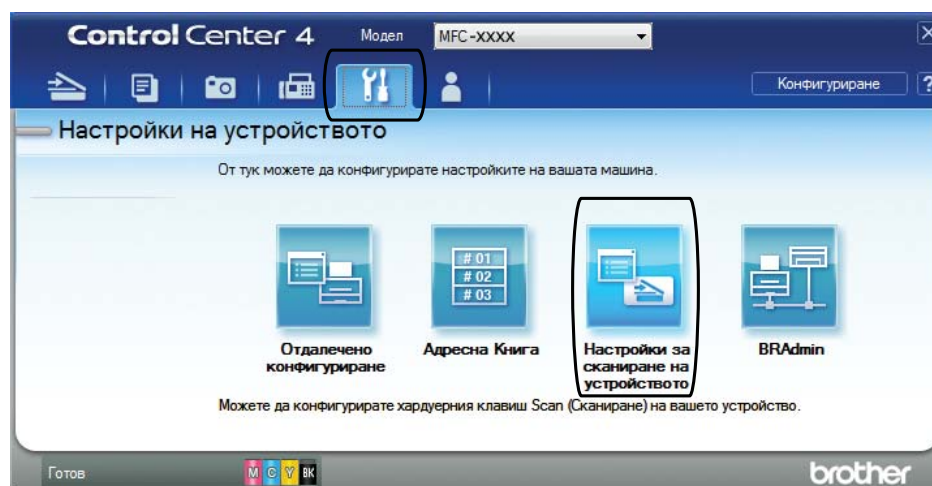 Control Center 4
Модел
MFC-XXXX
Конфигуриране
?
Настройки на устройството
От тук можете да конфигурирате настройките на вашата машина.
# 01
# 02
# 03
Отдалечено
конфигуриране
Адресна Книга
Настройки за
сканиране на
устройството
BRAdmin
Можете да конфигурирате хардуерния клавиш Scan (Сканиране) на вашето устройство.
Готов
M C Y BK
brother